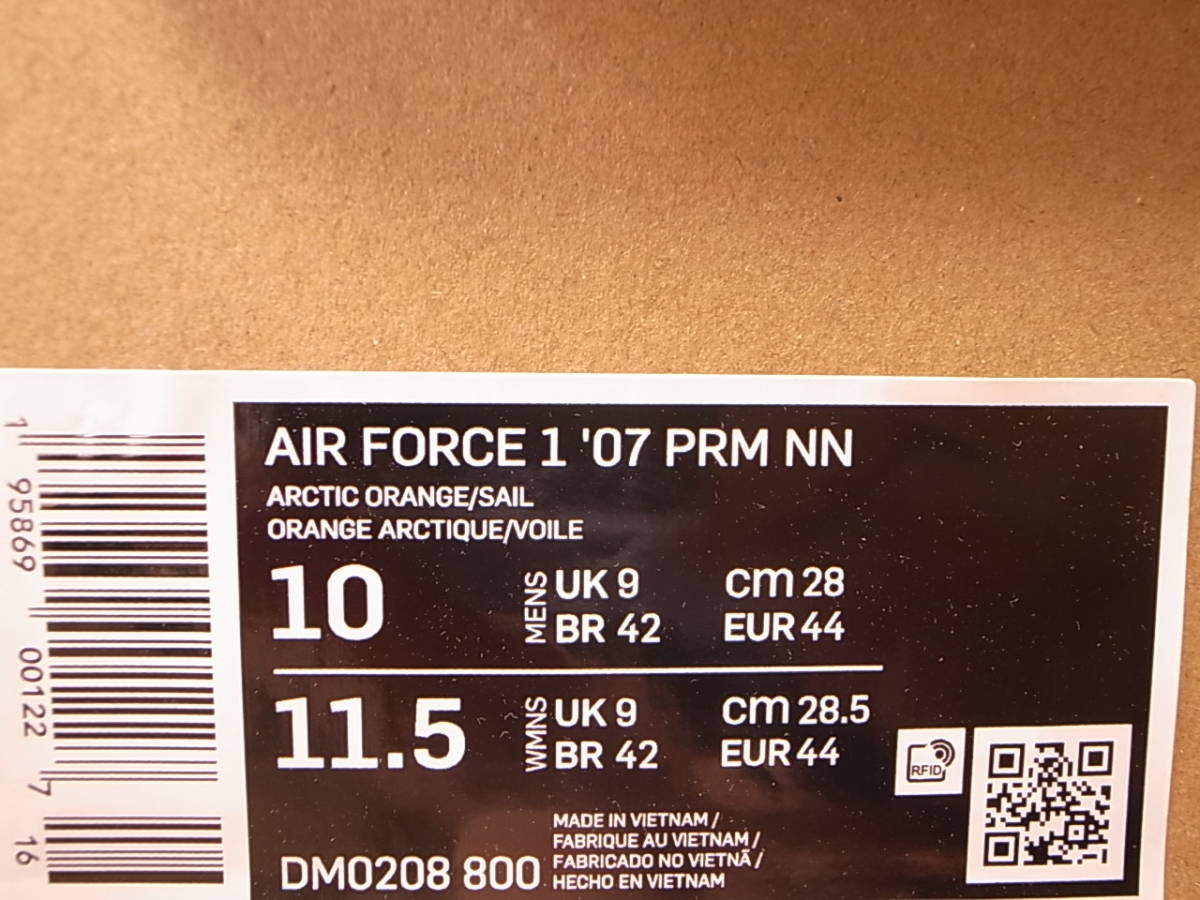 AIR FORCE 1 '07 PRM NN
ARCTIC ORANGE/SAIL
ORANGE ARCTIQUE/VOILE
10 MENS UK 9 cm 28
BR 42 EUR 44
11.5 WMNS UK 9 cm 28.5
BR 42 EUR 44
RFID
MADE IN VIETNAM /
FABRIQUE AU VIETNAM /
FABRICADO NO VIETNÃ /
HECHO EN VIETNAM
DM0208 800
1 95869 00122 7 16